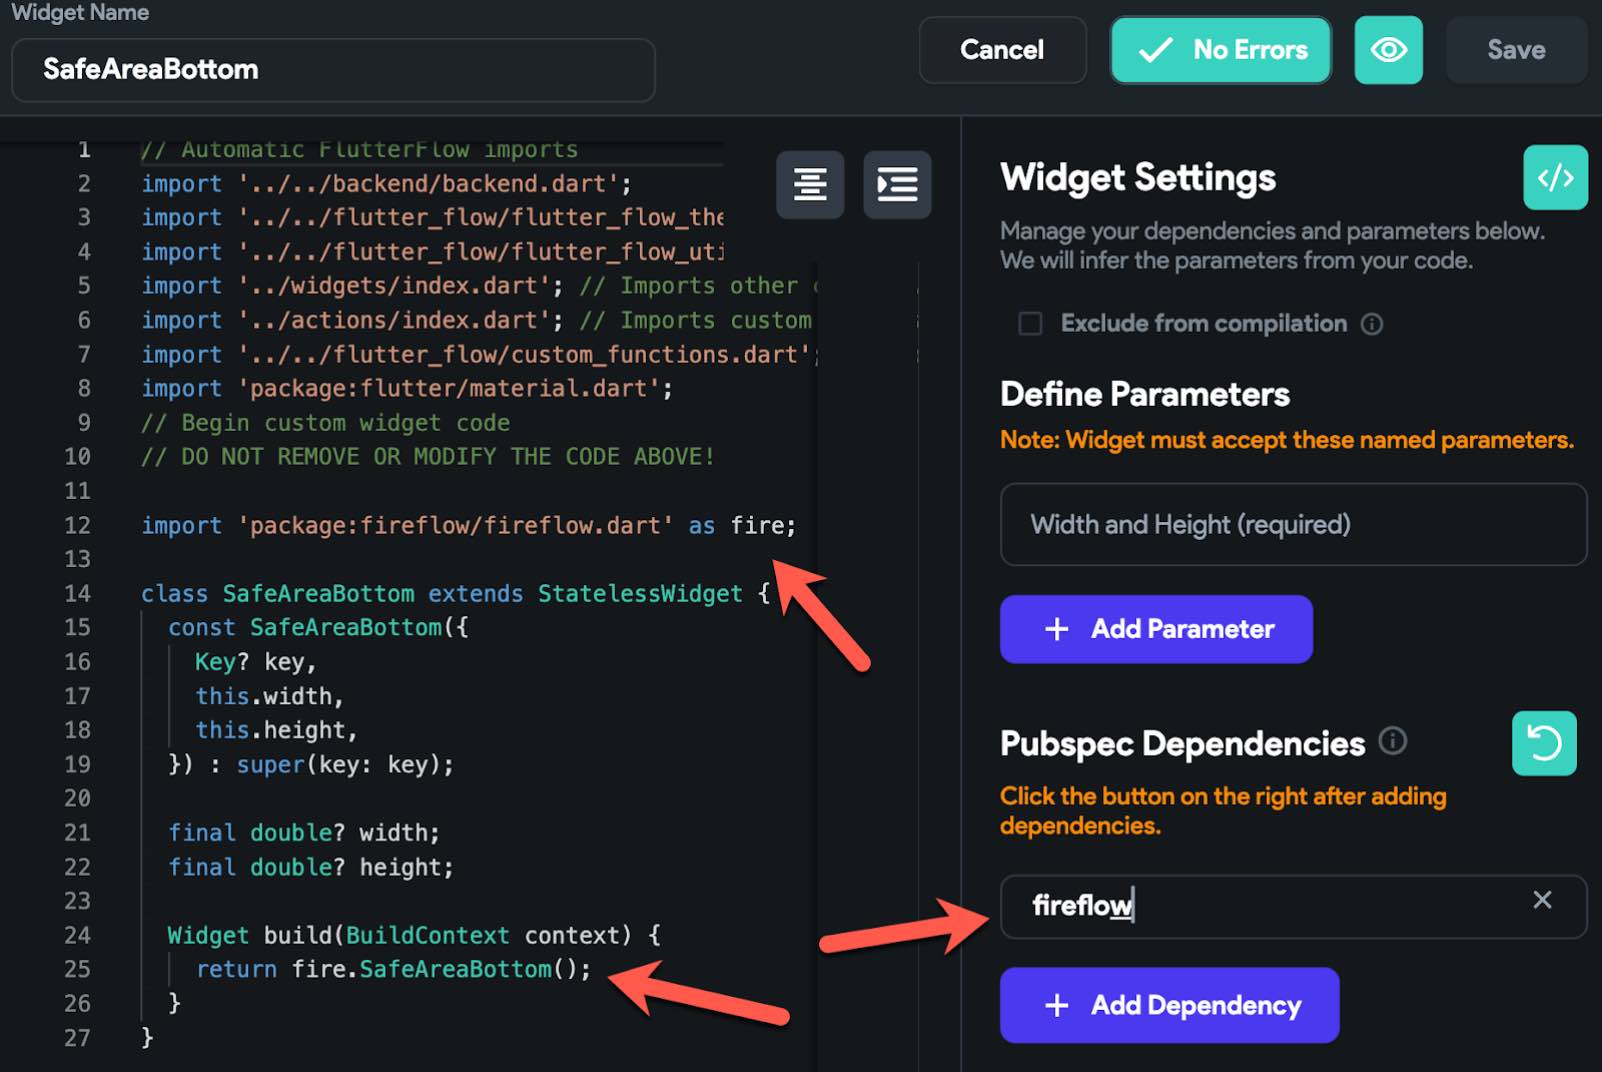 Widget Name
SafeAreaBottom
Cancel
No Errors
Save
1 // Automatic FlutterFlow imports
2 import '../../backend/backend.dart';
3 import '../../flutter_flow/flutter_flow_the
4 import '../../flutter_flow/flutter_flow_uti
5 import '../widgets/index.dart'; // Imports other
6 import '../actions/index.dart'; // Imports custom
7 import '../../flutter_flow/custom_functions.dart';
8 import 'package:flutter/material.dart';
9 // Begin custom widget code
10 // DO NOT REMOVE OR MODIFY THE CODE ABOVE!
11
12 import 'package:fireflow/fireflow.dart' as fire;
13
14 class SafeAreaBottom extends StatelessWidget {
15 const SafeAreaBottom({
16 Key? key,
17 this.width,
18 this.height,
19 }) : super(key: key);
20
21 final double? width;
22 final double? height;
23
24 Widget build(BuildContext context) {
25 return fire.SafeAreaBottom();
26 }
27 }
Widget Settings
</>
Manage your dependencies and parameters below.
We will infer the parameters from your code.
Exclude from compilation
Define Parameters
Note: Widget must accept these named parameters.
Width and Height (required)
+ Add Parameter
Pubspec Dependencies
Click the button on the right after adding
dependencies.
fireflow
+ Add Dependency